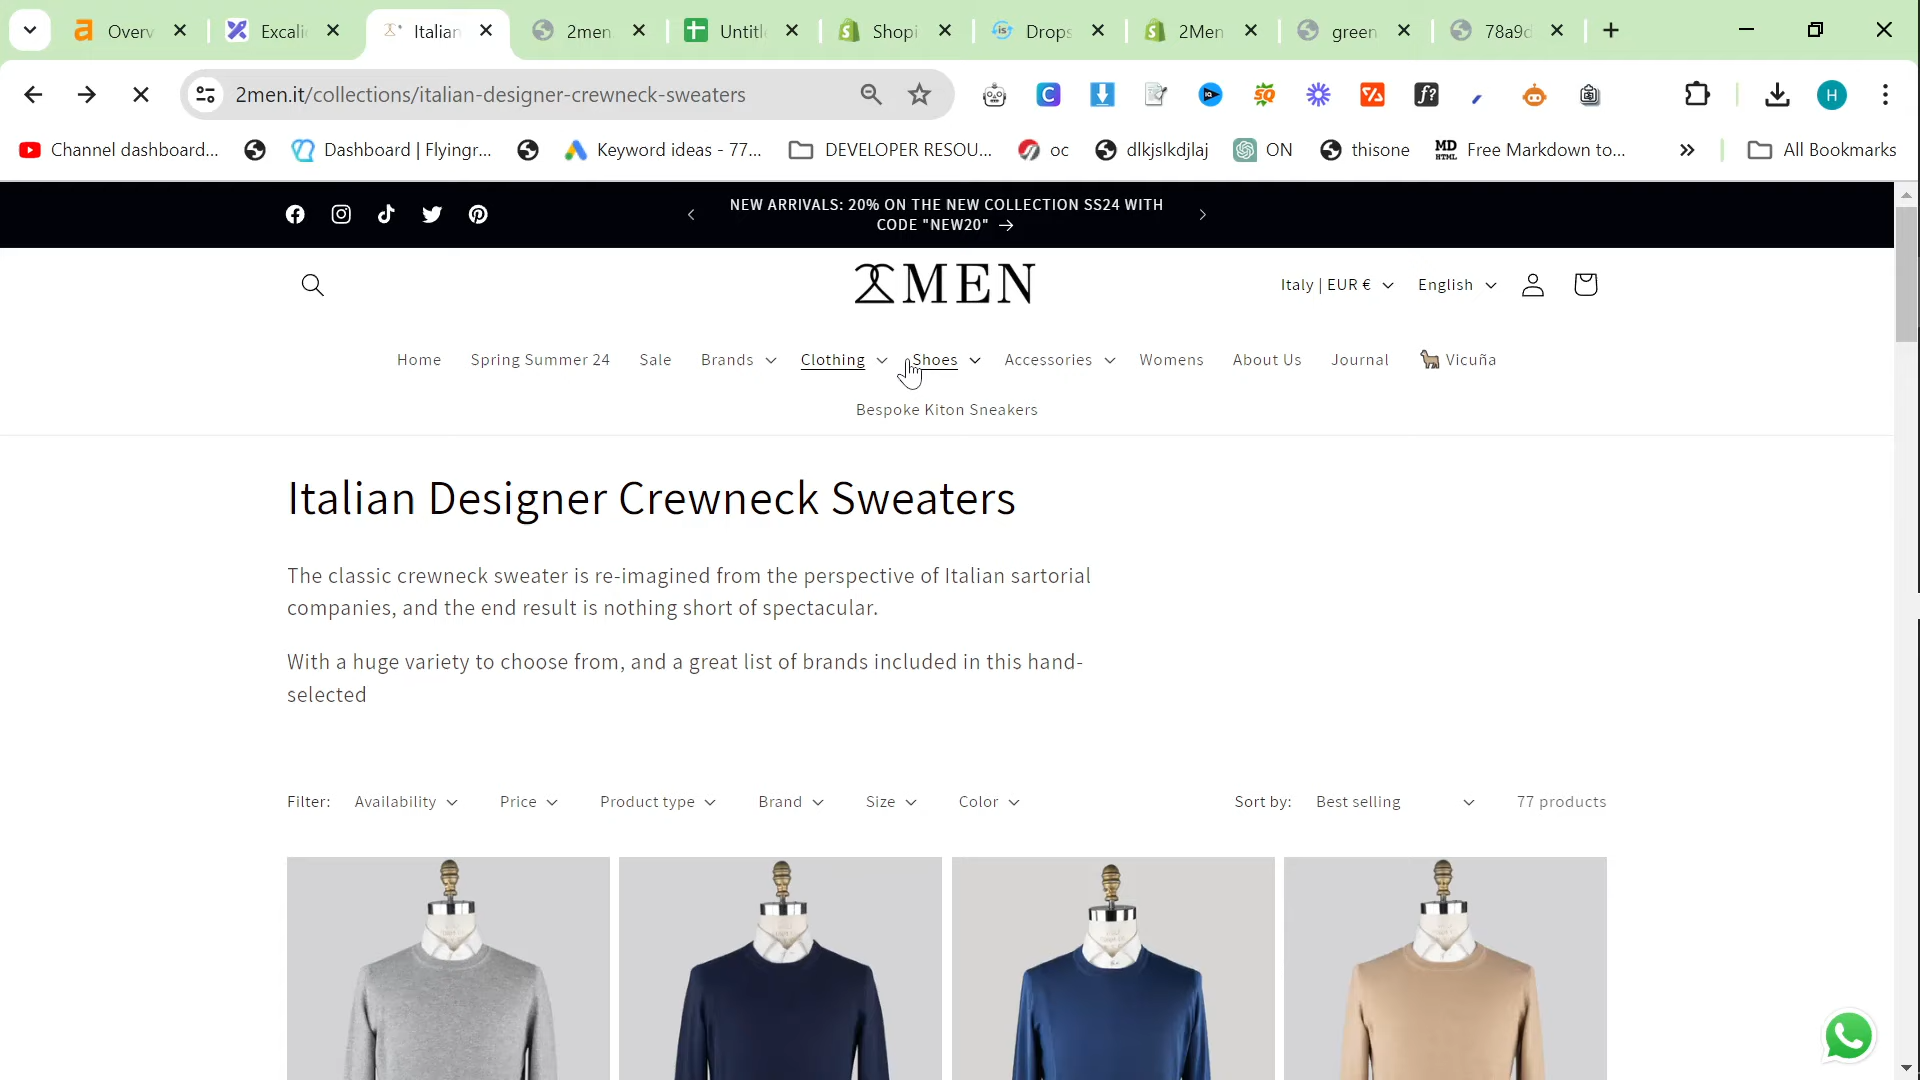 Overv
Excali
Italian
2men
Untitl
Shopi
Drops
2Men
green
78a9d
2men.it/collections/italian-designer-crewneck-sweaters
Channel dashboard...
Dashboard | Flyingr...
Keyword ideas - 77...
DEVELOPER RESOU...
oc
dlkjslkdjlaj
ON
thisone
Free Markdown to...
All Bookmarks
NEW ARRIVALS: 20% ON THE NEW COLLECTION SS24 WITH
CODE "NEW20" →
2MEN
Italy | EUR €
English
Home
Spring Summer 24
Sale
Brands
Clothing
Shoes
Accessories
Womens
About Us
Journal
🐪 Vicuña
Bespoke Kiton Sneakers
Italian Designer Crewneck Sweaters
The classic crewneck sweater is re-imagined from the perspective of Italian sartorial
companies, and the end result is nothing short of spectacular.
With a huge variety to choose from, and a great list of brands included in this hand-
selected
Filter:
Availability
Price
Product type
Brand
Size
Color
Sort by:
Best selling
77 products